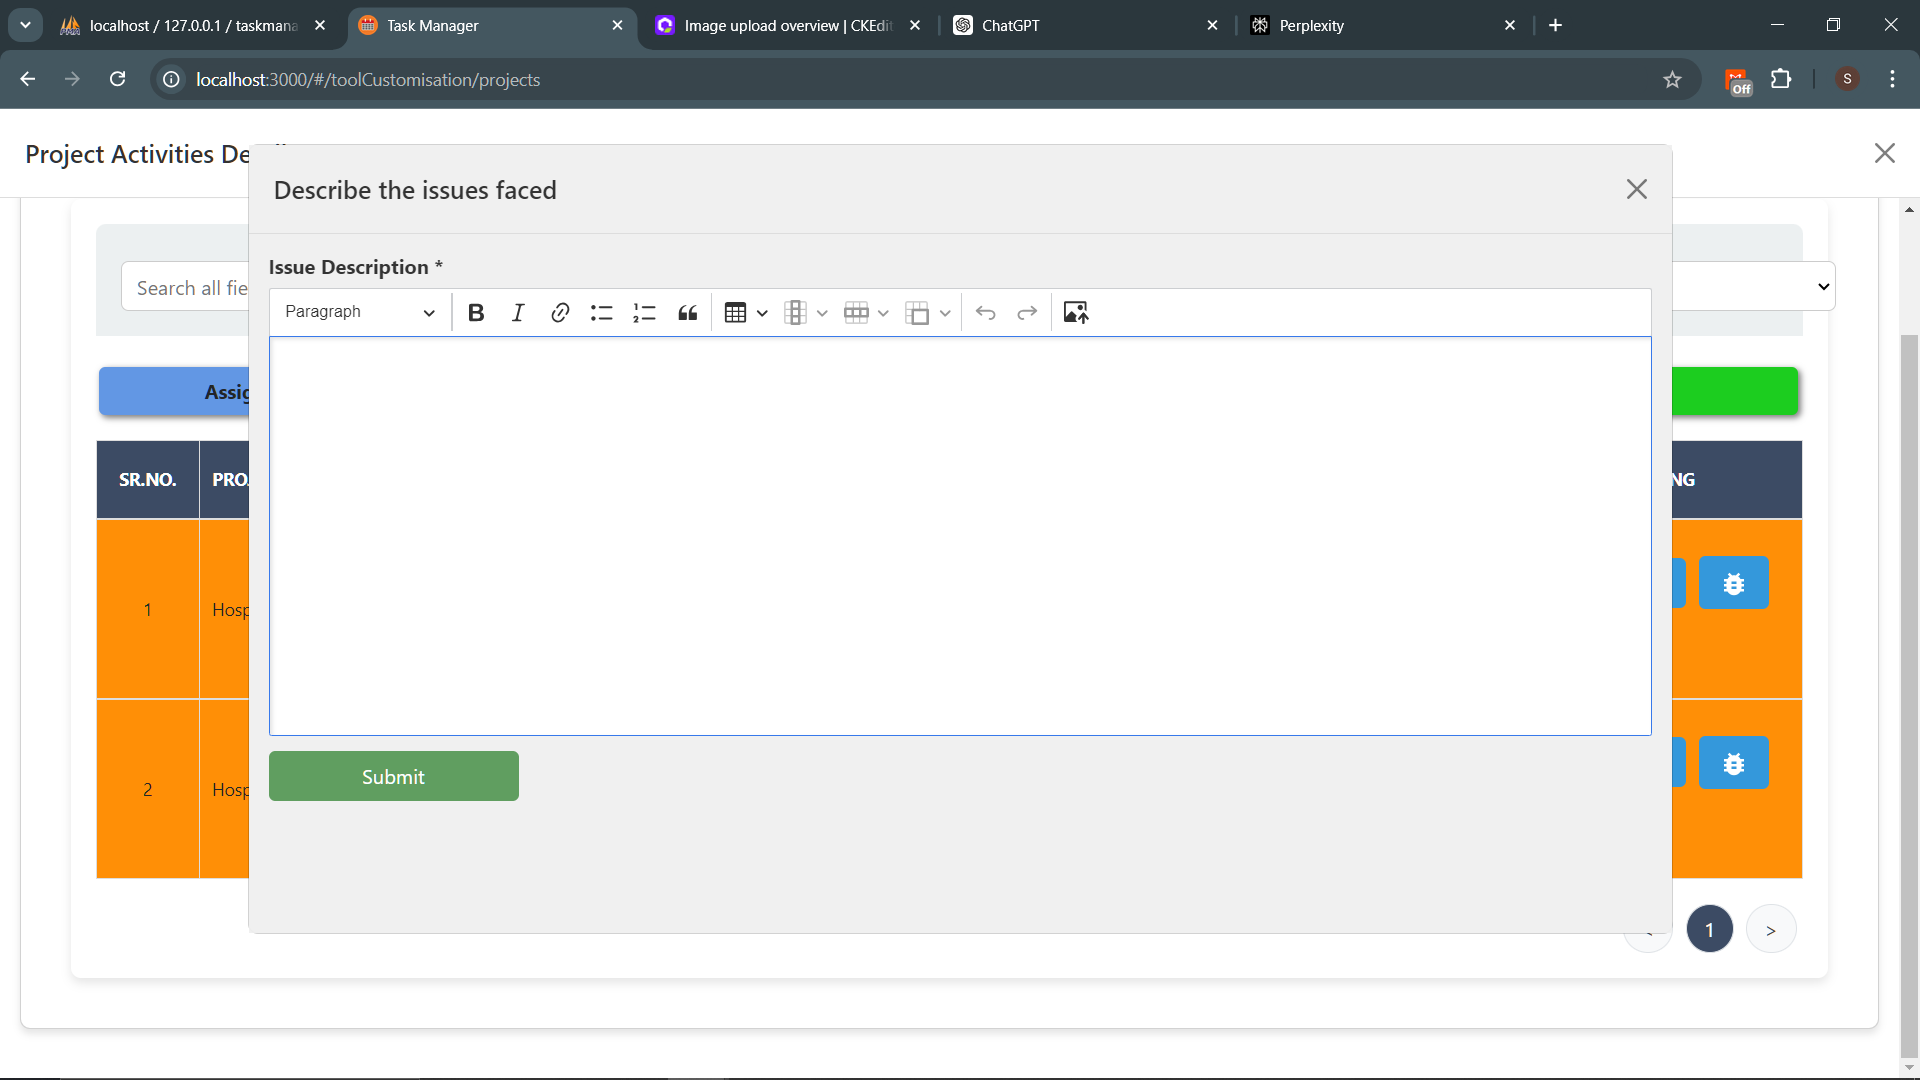 localhost / 127.0.0.1 / taskmana
Task Manager
Image upload overview | CKEdit
ChatGPT
Perplexity
localhost:3000/#/toolCustomisation/projects
Off
S
Project Activities De
Describe the issues faced
Issue Description *
Search all fie
Paragraph
Assig
SR.NO.
PRO.
NG
1
Hosp
2
Hosp
Submit
1
>